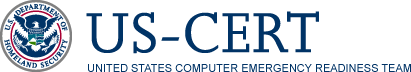 U.S. DEPARTMENT OF
HOMELAND SECURITY
US-CERT
UNITED STATES COMPUTER EMERGENCY READINESS TEAM